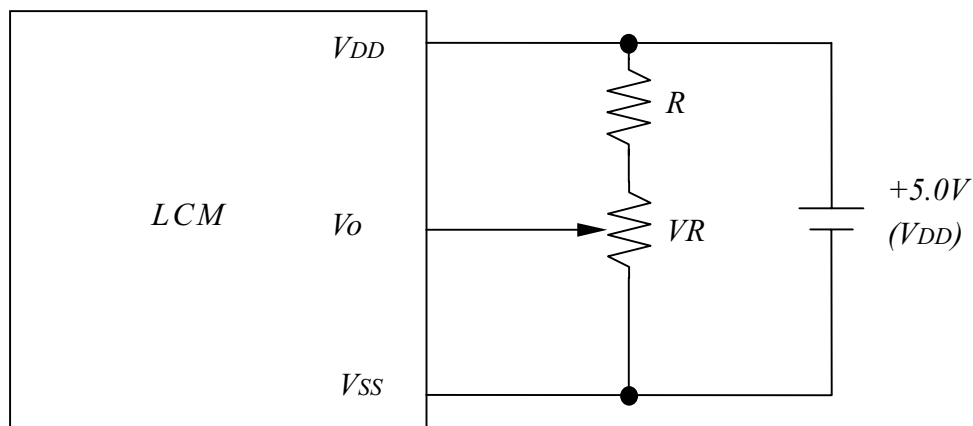 VDD
R
LCM
Vo
VR
+5.0V
(VDD)
VSS